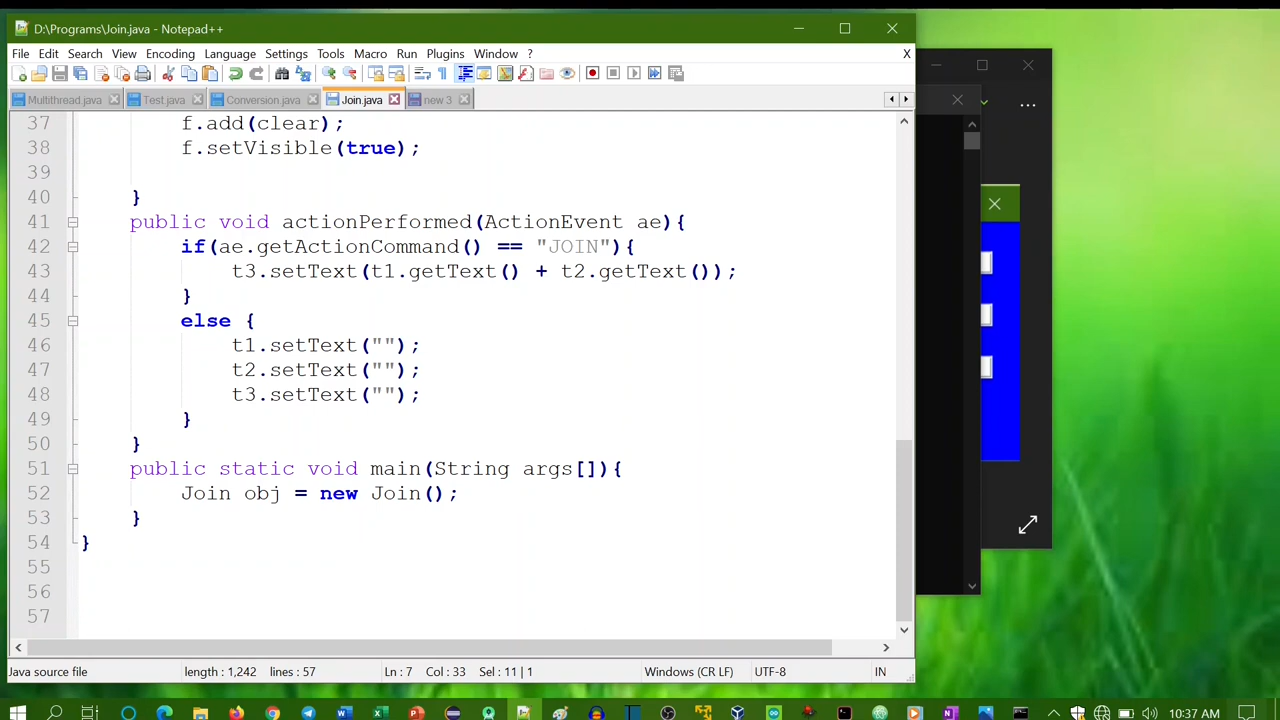 D:\Programs\Join.java - Notepad++
File Edit Search View Encoding Language Settings Tools Macro Run Plugins Window ? X
Multithread.java Test.java Conversion.java Join.java new 3
37 f.add(clear);
38 f.setVisible(true);
39
40 }
41 public void actionPerformed(ActionEvent ae){
42 if(ae.getActionCommand() == "JOIN"){
43 t3.setText(t1.getText() + t2.getText());
44 }
45 else {
46 t1.setText("");
47 t2.setText("");
48 t3.setText("");
49 }
50 }
51 public static void main(String args[]){
52 Join obj = new Join();
53 }
54 }
55
56
57
Java source file length : 1,242 lines : 57 Ln : 7 Col : 33 Sel : 11 | 1 Windows (CR LF) UTF-8 IN
10:37 AM